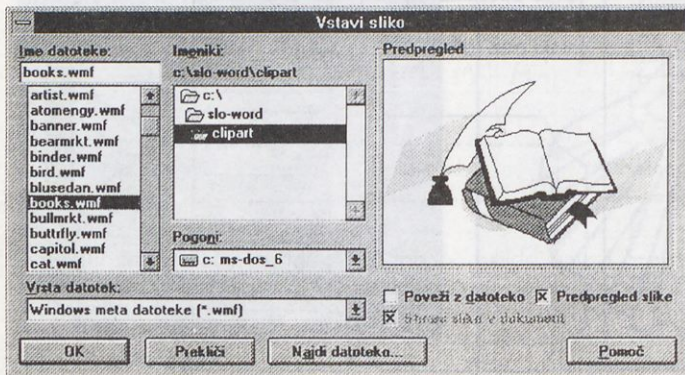 Vstavi sliko
Ime datoteke:
books.wmf
artist.wmf
atomengy.wmf
banner.wmf
bearmrkt.wmf
binder.wmf
bird.wmf
blusedan.wmf
books.wmf
bullmrkt.wmf
buttrfly.wmf
capitol.wmf
cat.wmf
Imeniki:
c:\slo-word\clipart
c:\
slo-word
clipart
Pogoni:
c: ms-dos_6
Predpregled
Vrsta datotek:
Windows meta datoteke (*.wmf)
Poveži z datoteko
Predpregled slike
Shrani sliko v dokument
OK
Prekliči
Najdi datoteko...
Pomoč